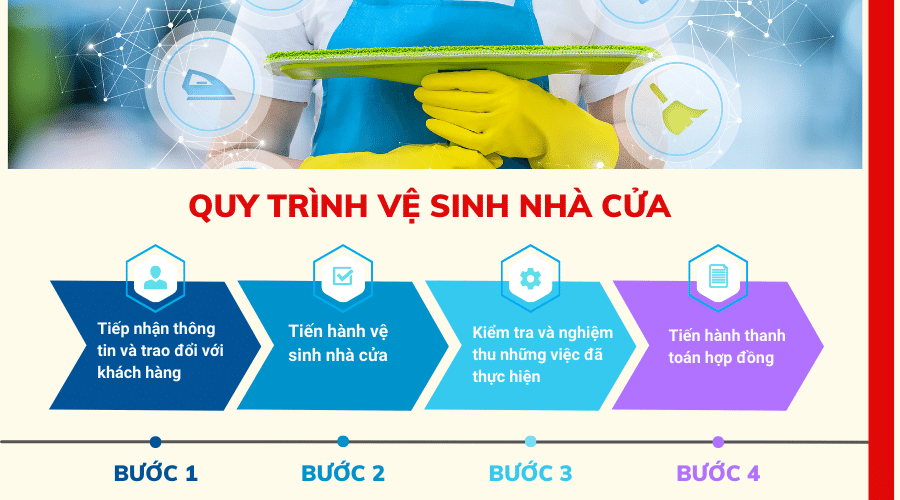 QUY TRÌNH VỆ SINH NHÀ CỬA
Tiếp nhận thông
tin và trao đổi với
khách hàng
Tiến hành vệ
sinh nhà cửa
Kiểm tra và nghiệm
thu những việc đã
thực hiện
Tiến hành thanh
toán hợp đồng
BƯỚC 1
BƯỚC 2
BƯỚC 3
BƯỚC 4